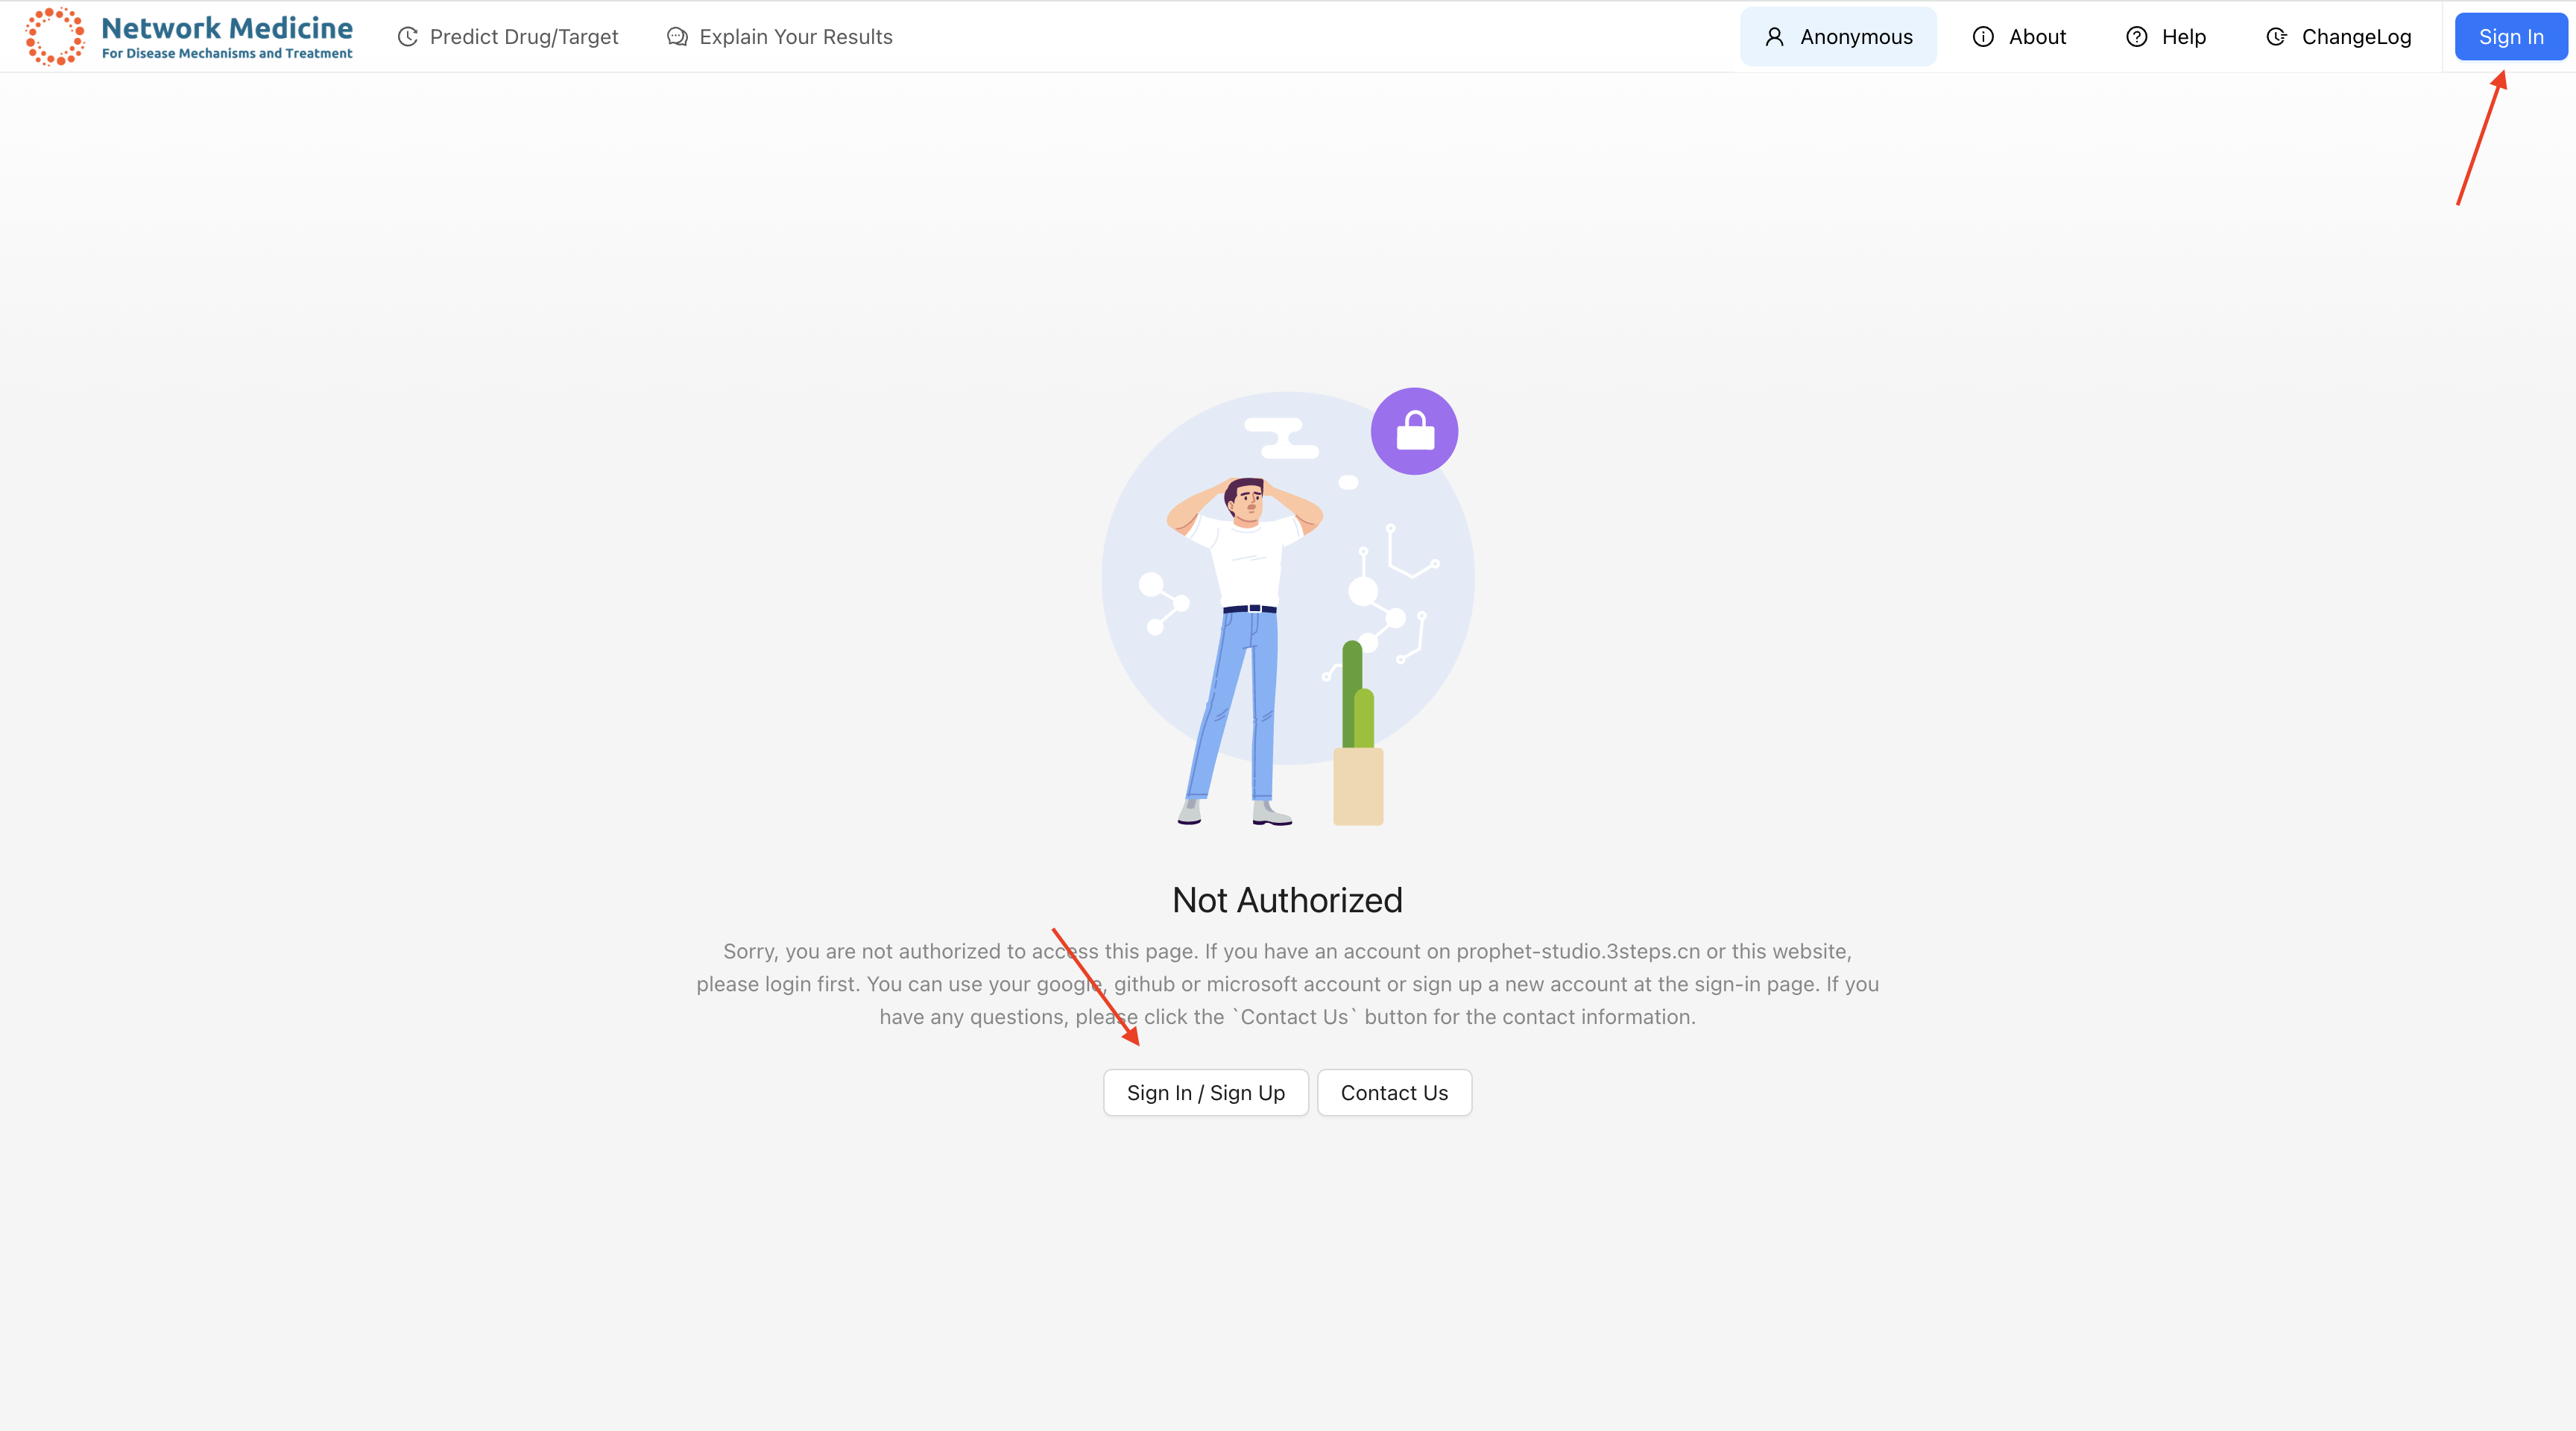 Network Medicine
For Disease Mechanisms and Treatment
Predict Drug/Target
Explain Your Results
Anonymous
About
Help
ChangeLog
Sign In
Not Authorized
Sorry, you are not authorized to access this page. If you have an account on prophet-studio.3steps.cn or this website,
please login first. You can use your google, github or microsoft account or sign up a new account at the sign-in page. If you
have any questions, please click the `Contact Us` button for the contact information.
Sign In / Sign Up
Contact Us